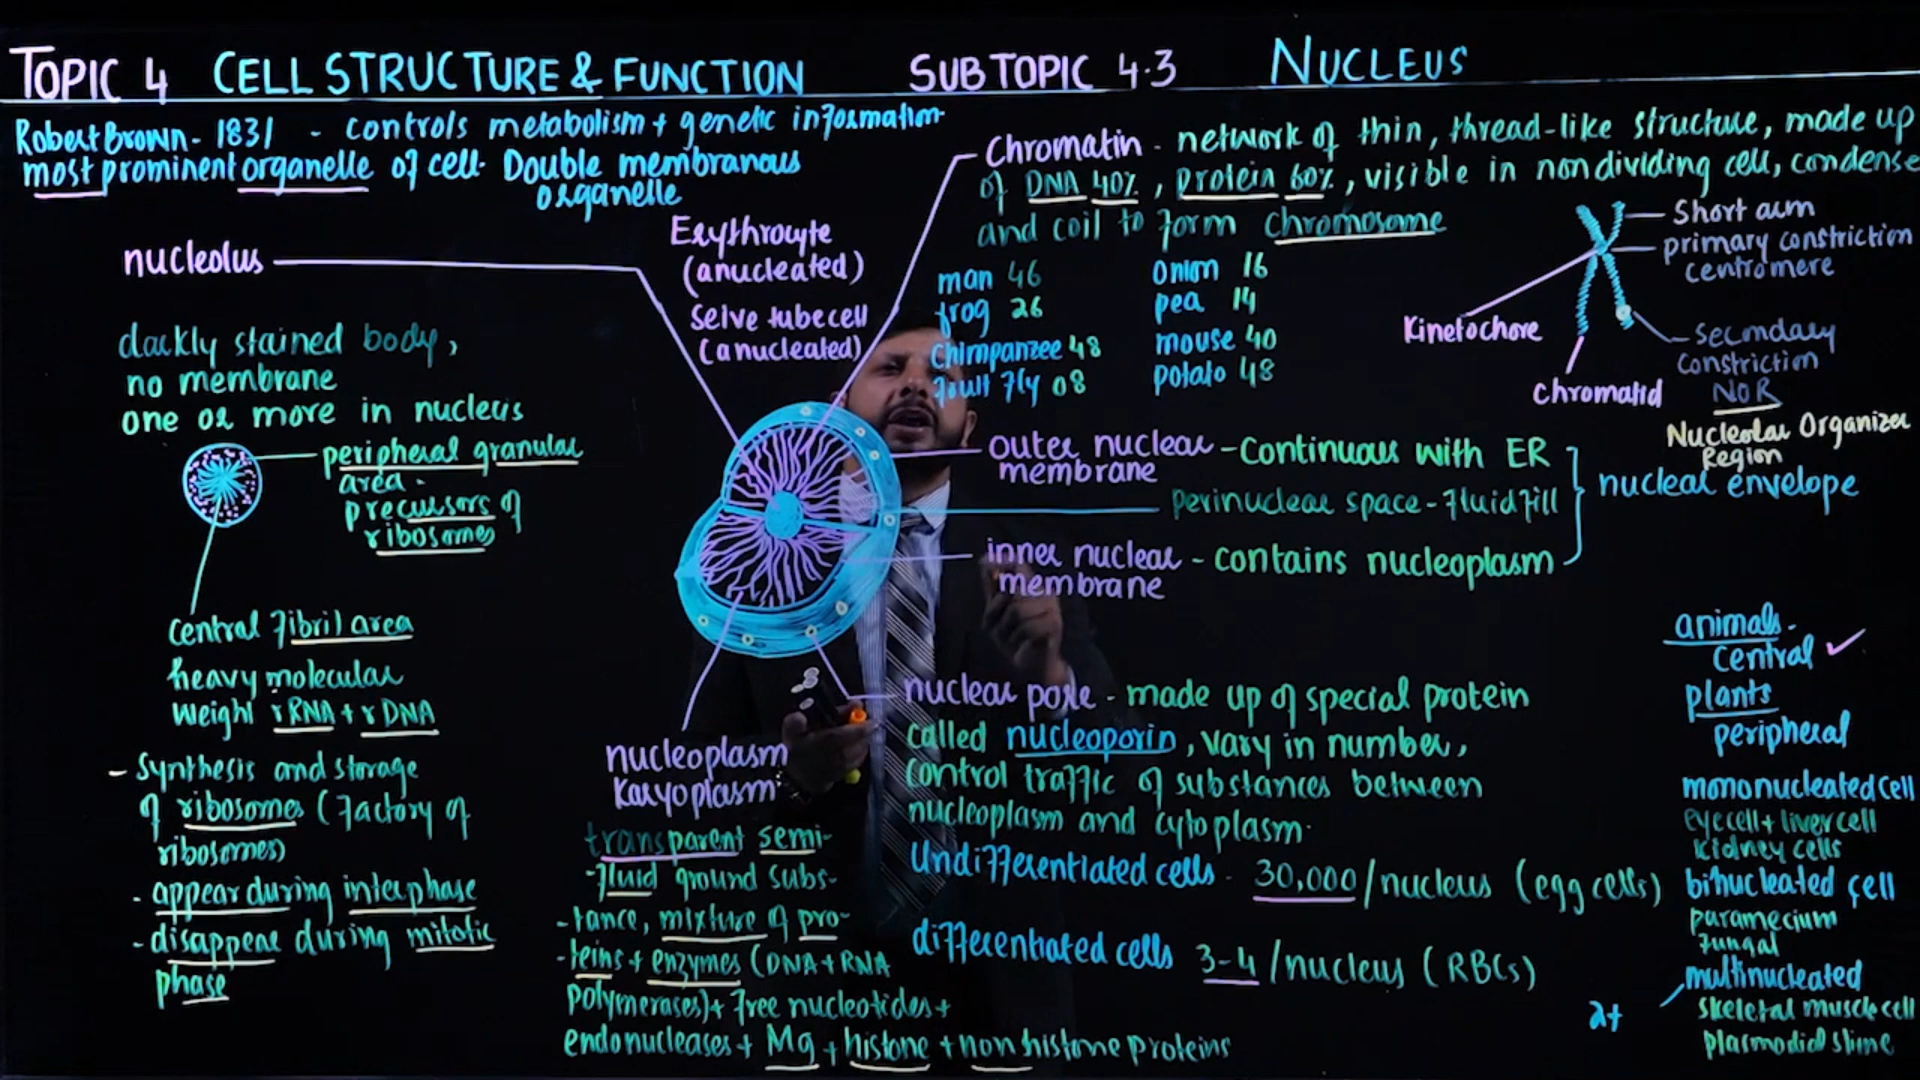 TOPIC 4 CELL STRUCTURE & FUNCTION SUBTOPIC 4.3 NUCLEUS
Robert Brown - 1831 - controls metabolism + genetic information.
most prominent organelle of cell. Double membranous
organelle
Chromatin - network of thin, thread-like structure, made up
of DNA 40%, protein 60%, visible in non dividing cell, condense
and coil to form chromosome
Erythrocyte
(anucleated)
Seive tube cell
(anucleated)
man 46
frog 26
Chimpanzee 48
fruit fly 08
onion 16
pea 14
mouse 40
potato 48
Short arm
primary constriction
centromere
Kinetochore
secondary
constriction
NOR
Chromatid
Nucleolar Organizer
Region
nucleolus
darkly stained body,
no membrane
one or more in nucleus
peripheral granular
area.
precursors of
ribosomes
central fibril area
heavy molecular
weight rRNA + rDNA
- Synthesis and storage
of ribosomes (factory of
ribosomes)
- appear during interphase
- disappear during mitotic
phase
outer nuclear - Continuous with ER
membrane
perinuclear space - fluid fill
inner nuclear - contains nucleoplasm
membrane
nuclear envelope
nucleoplasm
Karyoplasm
transparent semi-
-fluid ground subs-
-tance, mixture of pro-
-teins + enzymes (DNA + RNA
polymerases) + free nucleotides +
endonucleases + Mg + histone + non histone proteins
nuclear pore - made up of special protein
called nucleoporin, vary in number,
control traffic of substances between
nucleoplasm and cytoplasm.
Undifferentiated cells - 30,000/nucleus (egg cells)
differentiated cells 3-4/nucleus (RBCs)
animals -
central ✓
plants
peripheral
mononucleated cell
eye cell + liver cell
kidney cells
binucleated cell
paramecium
fungal
multinucleated
2+
skeletal muscle cell
plasmodial slime